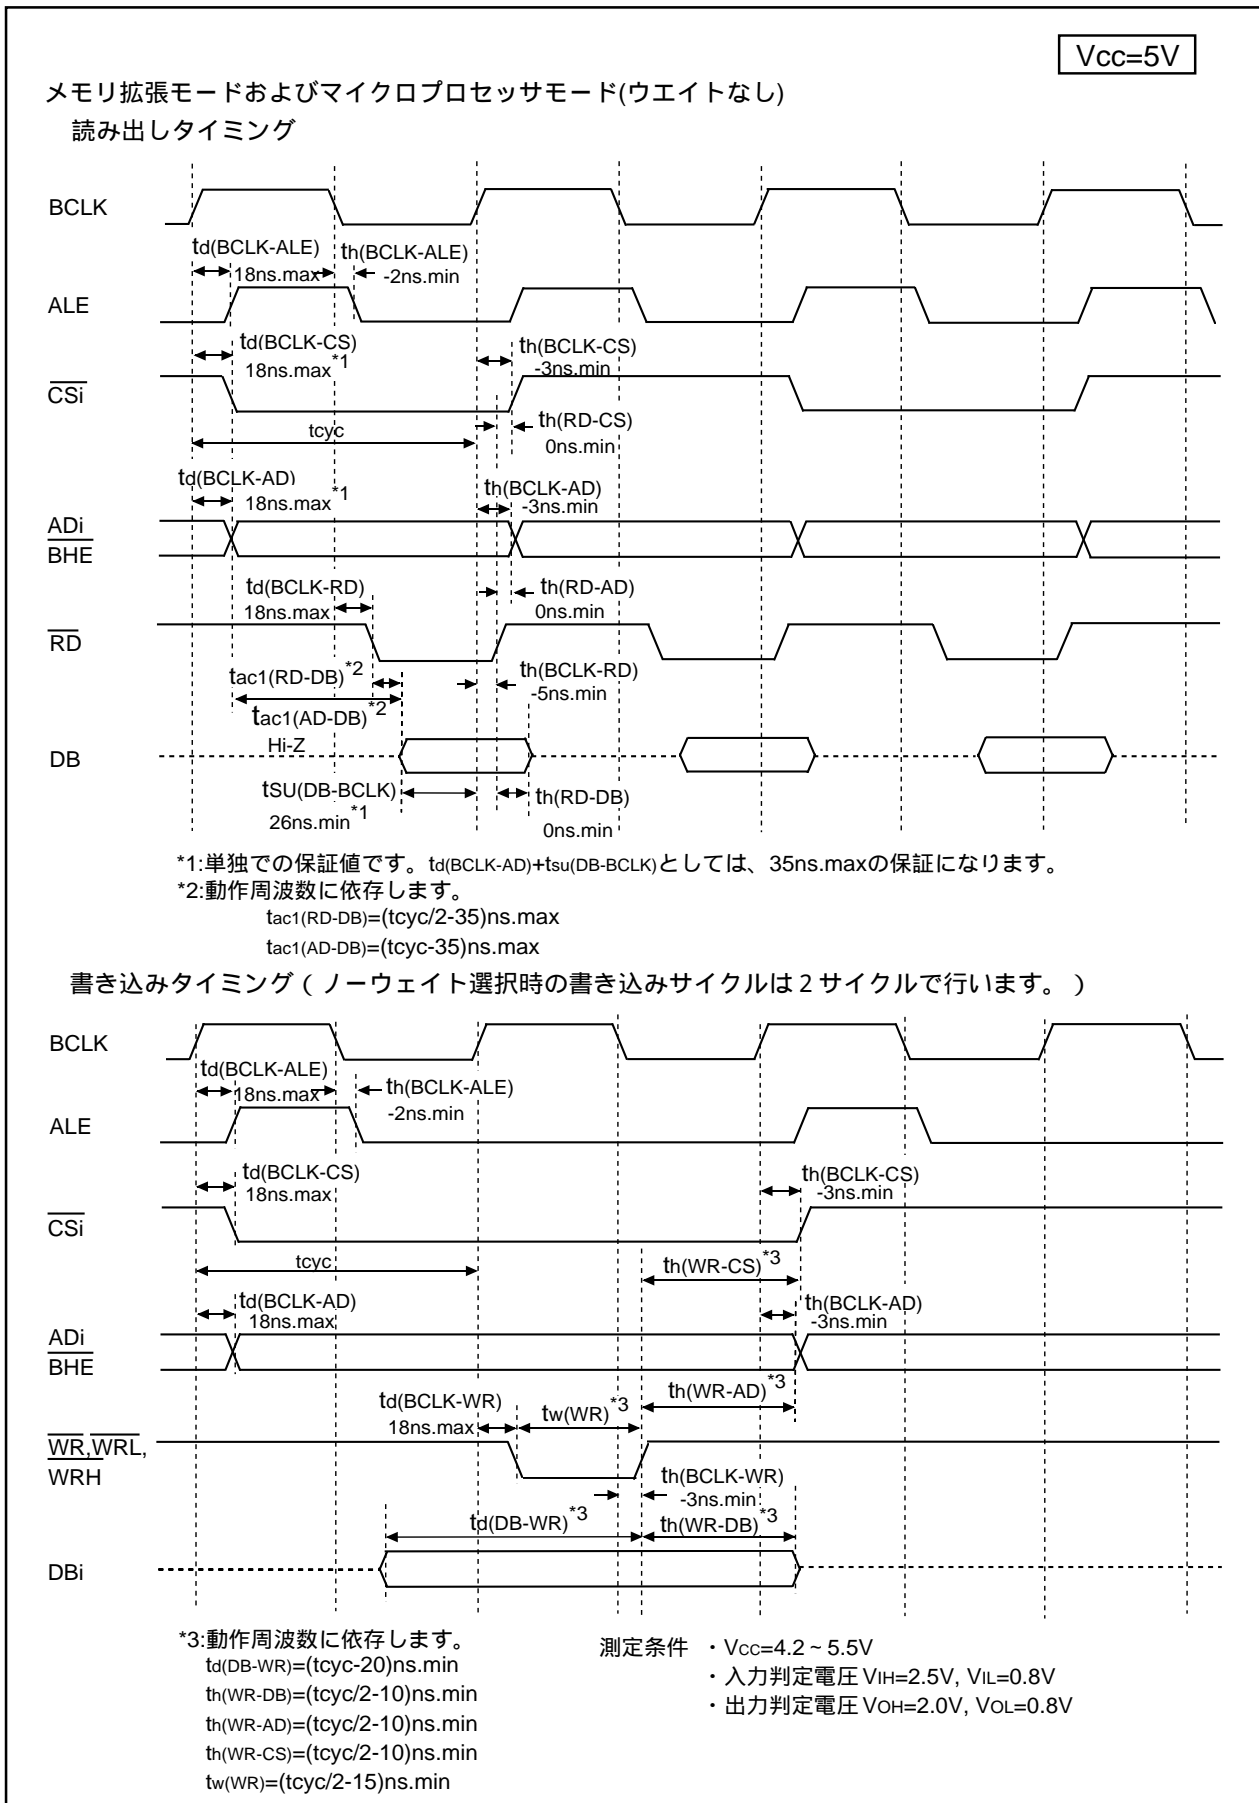 Vcc=5V
メモリ拡張モードおよびマイクロプロセッサモード(ウエイトなし)
読み出しタイミング
BCLK
td(BCLK-ALE)
18ns.max
th(BCLK-ALE)
-2ns.min
ALE
td(BCLK-CS)
18ns.max*1
th(BCLK-CS)
-3ns.min
CSi
tcyc
th(RD-CS)
0ns.min
td(BCLK-AD)
18ns.max*1
th(BCLK-AD)
-3ns.min
ADi
BHE
td(BCLK-RD)
18ns.max
th(RD-AD)
0ns.min
RD
tac1(RD-DB)*2
th(BCLK-RD)
-5ns.min
tac1(AD-DB)*2
Hi-Z
DB
tSU(DB-BCLK)
26ns.min*1
th(RD-DB)
0ns.min
*1:単独での保証値です。td(BCLK-AD)+tsu(DB-BCLK)としては、35ns.maxの保証になります。
*2:動作周波数に依存します。
tac1(RD-DB)=(tcyc/2-35)ns.max
tac1(AD-DB)=(tcyc-35)ns.max
書き込みタイミング(ノーウェイト選択時の書き込みサイクルは2サイクルで行います。)
BCLK
td(BCLK-ALE)
18ns.max
th(BCLK-ALE)
-2ns.min
ALE
td(BCLK-CS)
18ns.max
th(BCLK-CS)
-3ns.min
CSi
tcyc
th(WR-CS)*3
td(BCLK-AD)
18ns.max
th(BCLK-AD)
-3ns.min
ADi
BHE
td(BCLK-WR)
18ns.max
tw(WR)*3
th(WR-AD)*3
WR,WRL,
WRH
th(BCLK-WR)
-3ns.min
td(DB-WR)*3
th(WR-DB)*3
DBi
*3:動作周波数に依存します。
td(DB-WR)=(tcyc-20)ns.min
th(WR-DB)=(tcyc/2-10)ns.min
th(WR-AD)=(tcyc/2-10)ns.min
th(WR-CS)=(tcyc/2-10)ns.min
tw(WR)=(tcyc/2-15)ns.min
測定条件 ・VCC=4.2~5.5V
・入力判定電圧VIH=2.5V, VIL=0.8V
・出力判定電圧VOH=2.0V, VOL=0.8V